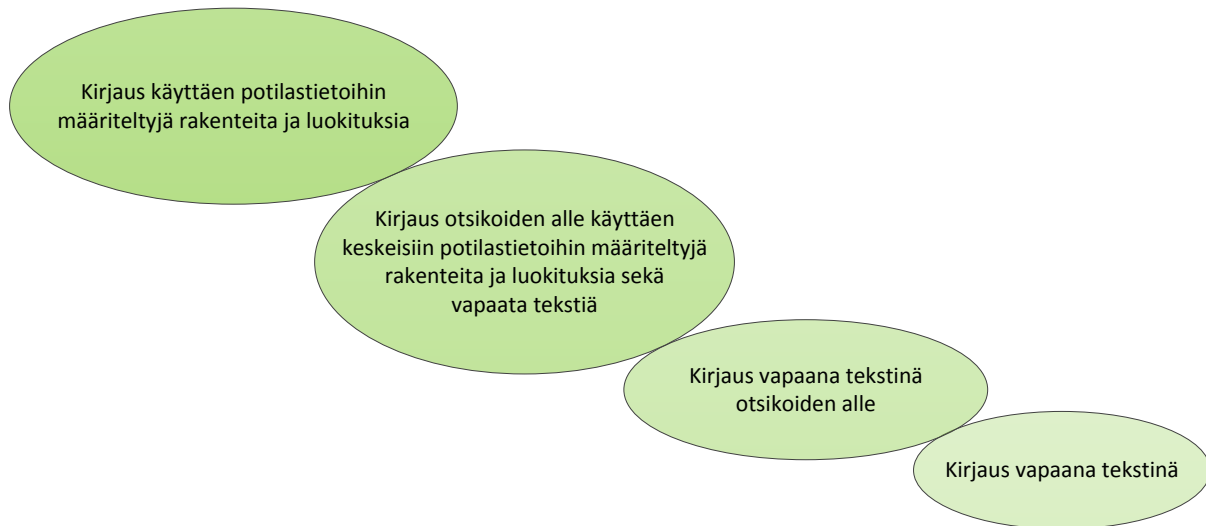 Kirjaus käyttäen potilastietoihin
määriteltyjä rakenteita ja luokituksia
Kirjaus otsikoiden alle käyttäen
keskeisiin potilastietoihin määriteltyjä
rakenteita ja luokituksia sekä
vapaata tekstiä
Kirjaus vapaana tekstinä
otsikoiden alle
Kirjaus vapaana tekstinä